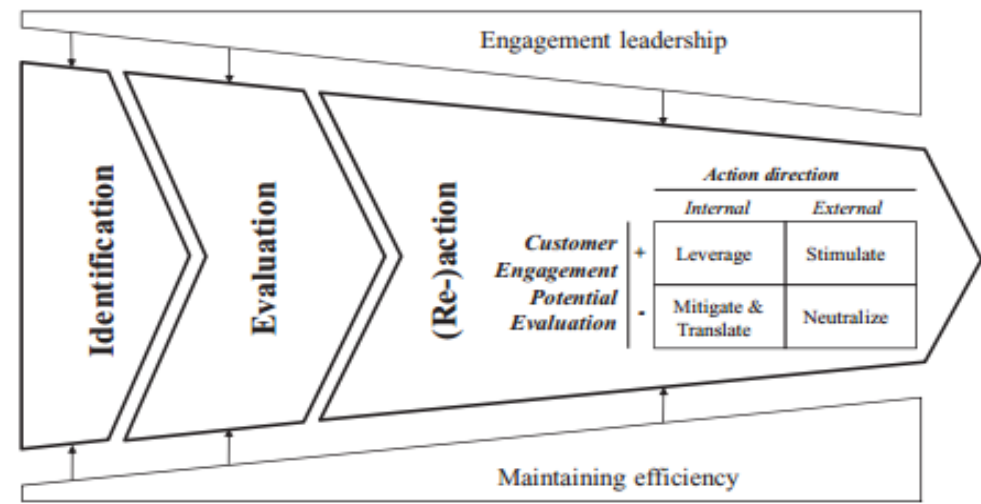 Engagement leadership
Identification
Evaluation
(Re-)action
Action direction
Internal External
Customer
Engagement
Potential
Evaluation
+ Leverage Stimulate
- Mitigate &
Translate
Neutralize
Maintaining efficiency